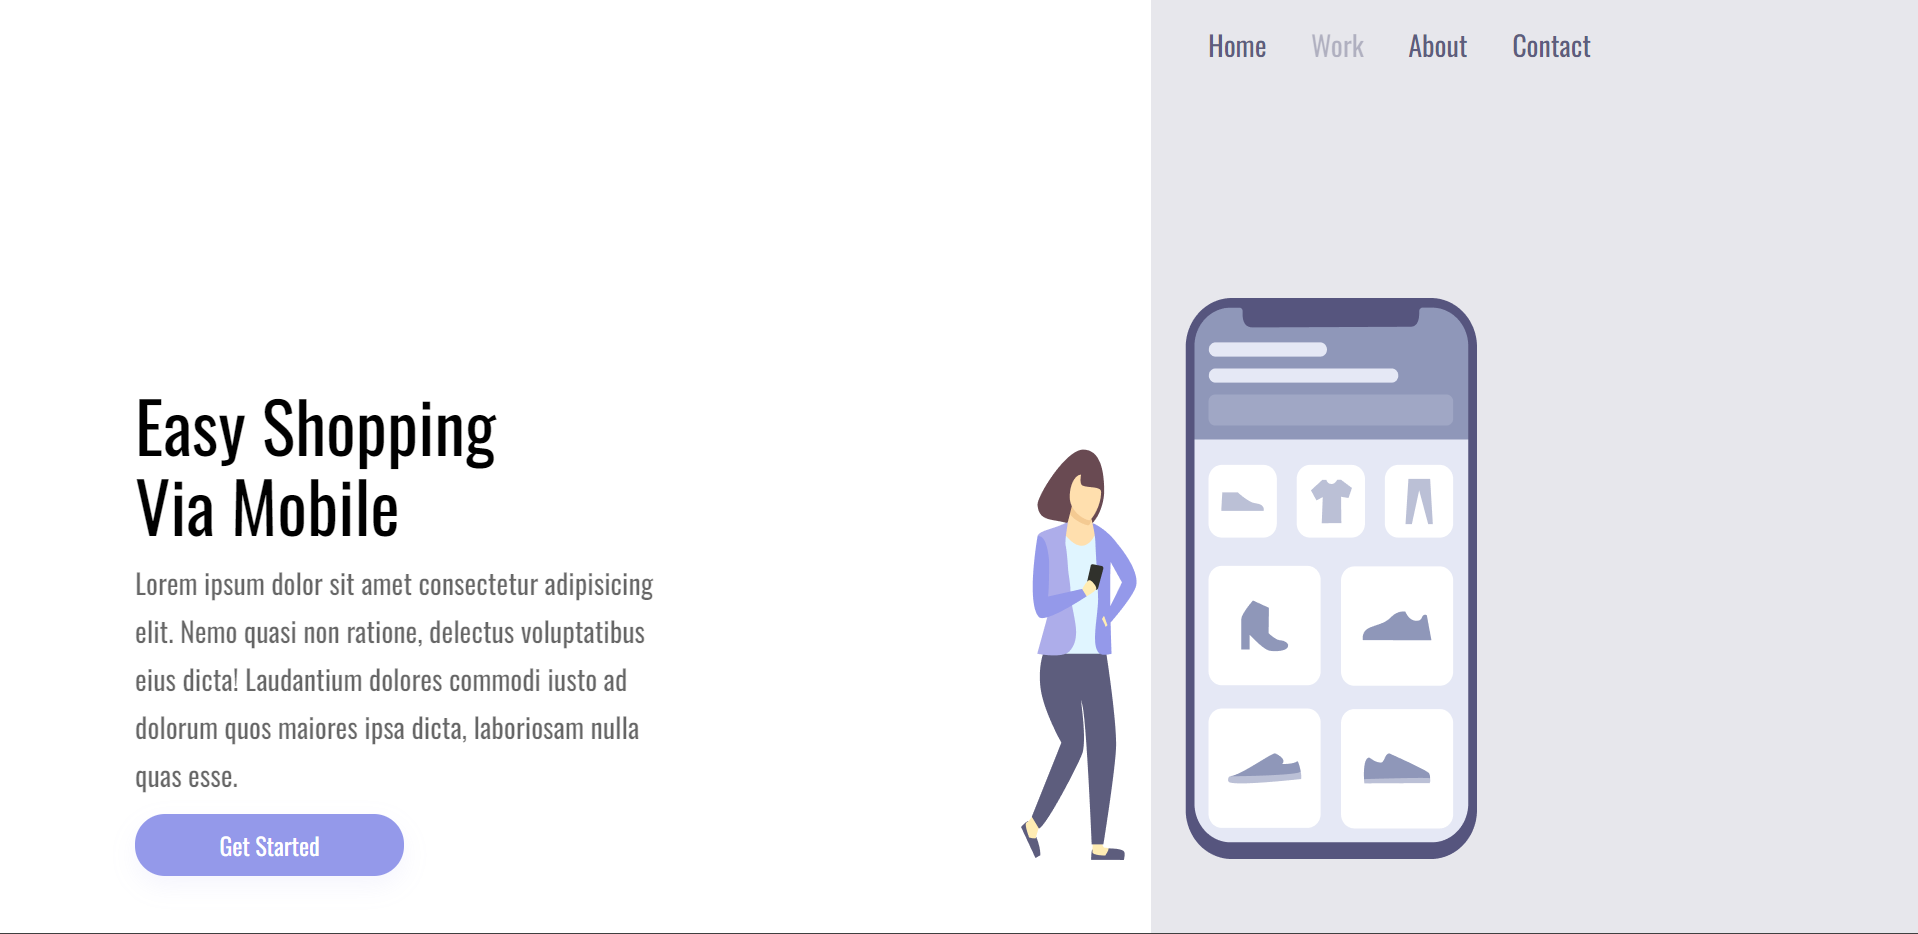 Home Work About Contact
Easy Shopping
Via Mobile
Lorem ipsum dolor sit amet consectetur adipisicing
elit. Nemo quasi non ratione, delectus voluptatibus
eius dicta! Laudantium dolores commodi iusto ad
dolorum quos maiores ipsa dicta, laboriosam nulla
quas esse.
Get Started